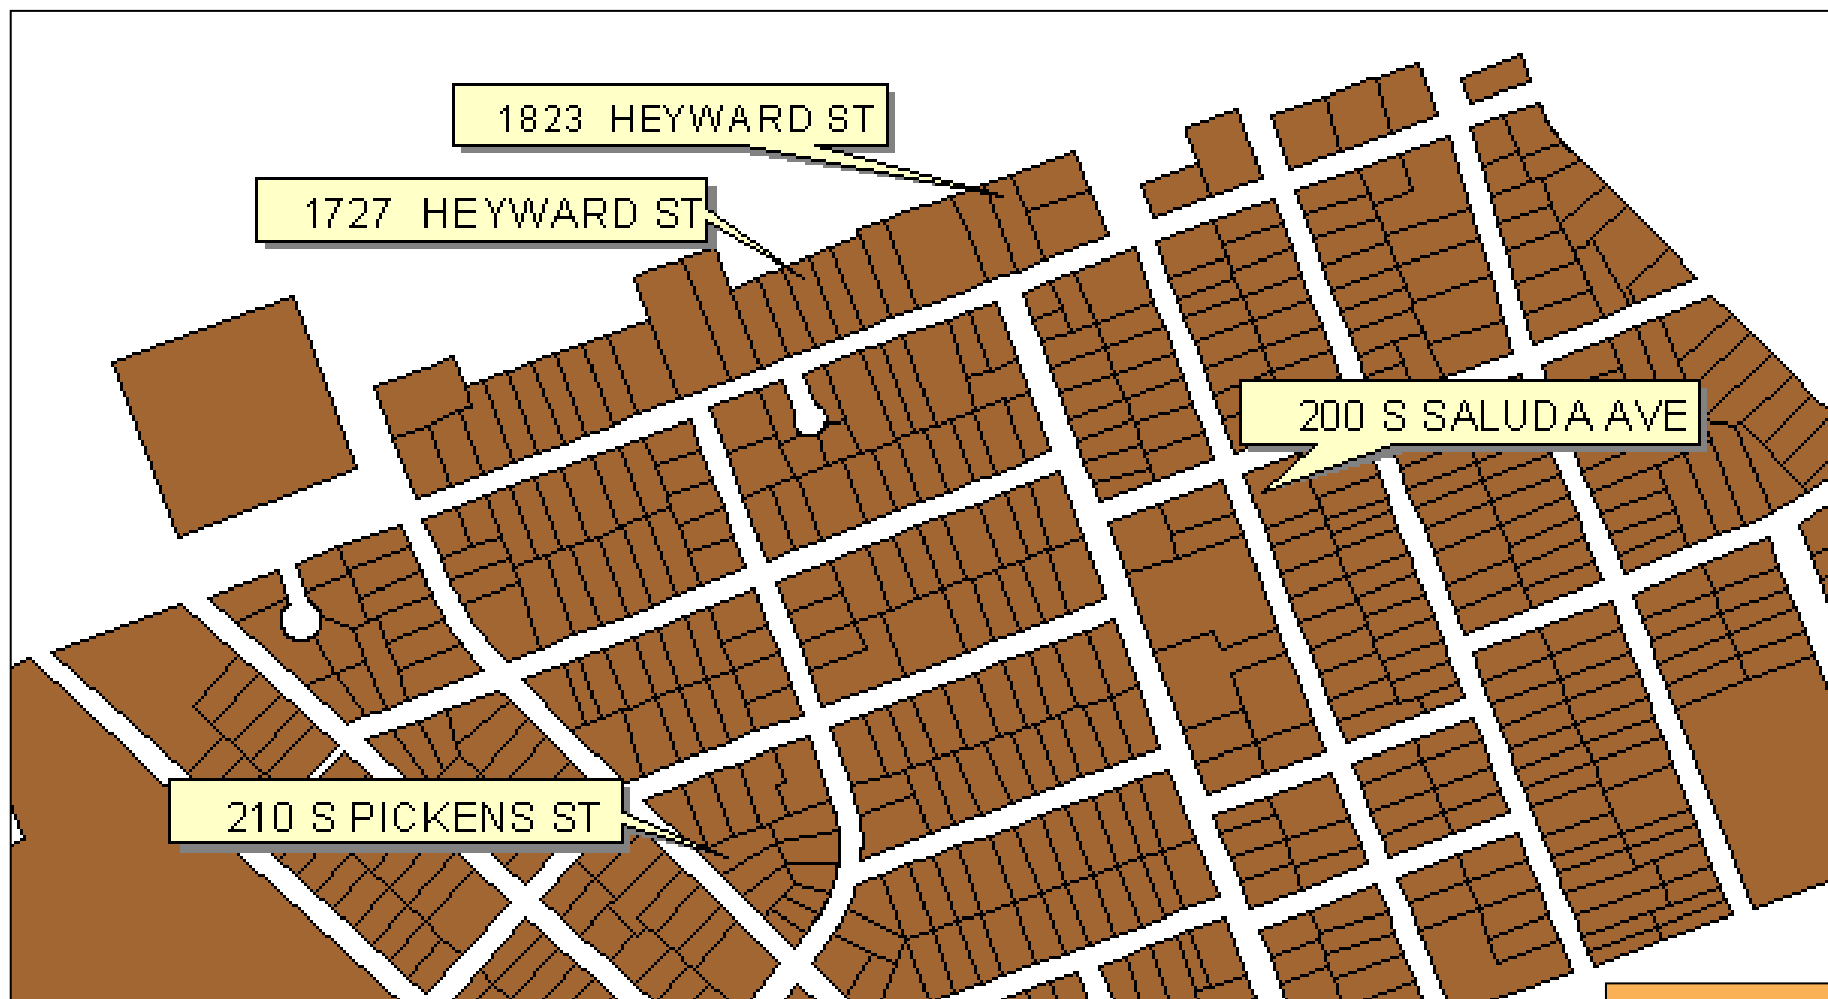 1823 HEYWARD ST
1727 HEYWARD ST
200 S SALUDA AVE
210 S PICKENS ST